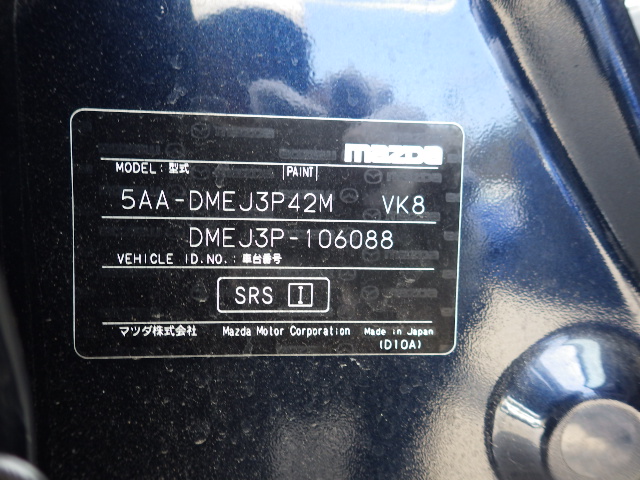 mazda
MODEL: 型式 PAINT
5AA-DMEJ3P42M VK8
DMEJ3P-106088
VEHICLE ID.NO.: 車台番号
SRS I
マツダ株式会社 Mazda Motor Corporation Made in Japan
(D10A)